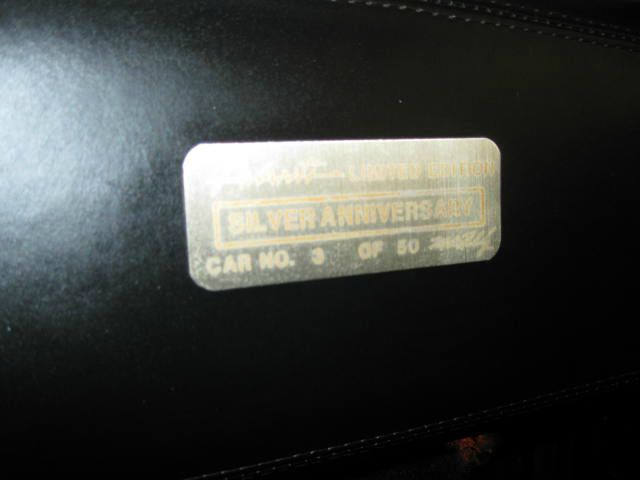 LIMITED EDITION
SILVER ANNIVERSARY
CAR NO. 3 OF 50